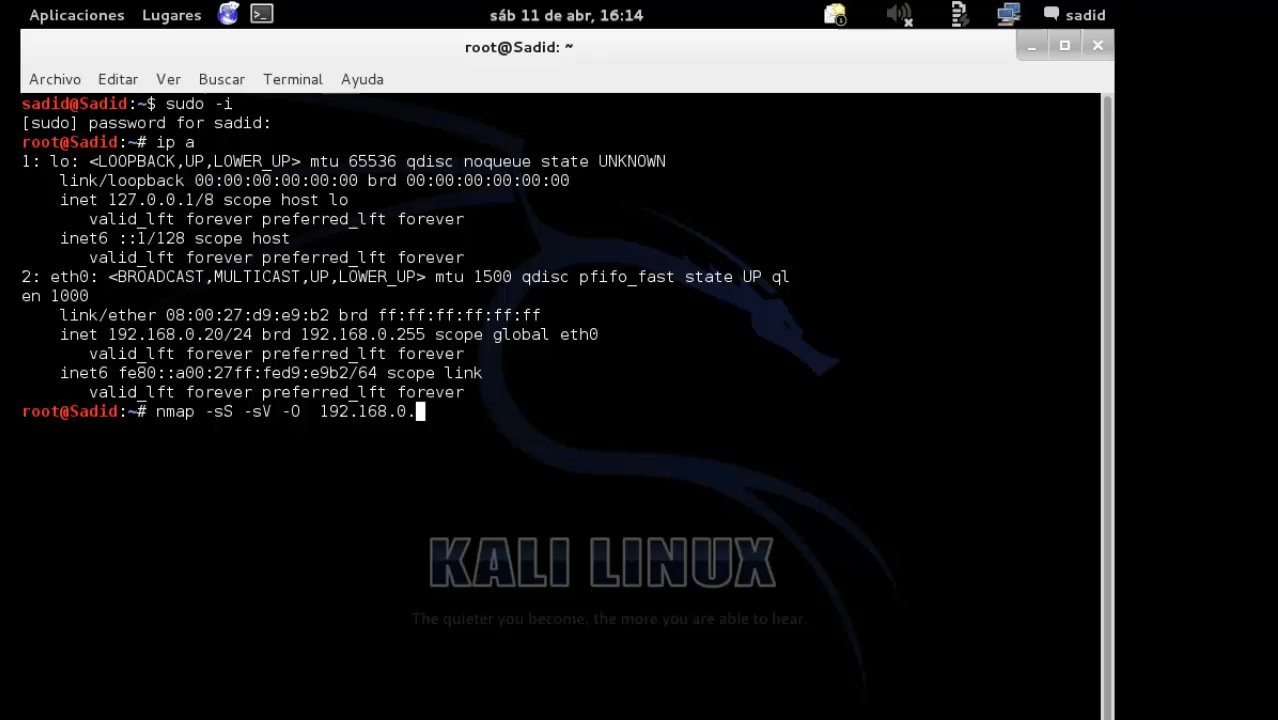 Aplicaciones Lugares sáb 11 de abr, 16:14 1 sadid
root@Sadid: ~
Archivo Editar Ver Buscar Terminal Ayuda
sadid@Sadid:~$ sudo -i
[sudo] password for sadid:
root@Sadid:~# ip a
1: lo: <LOOPBACK,UP,LOWER_UP> mtu 65536 qdisc noqueue state UNKNOWN
    link/loopback 00:00:00:00:00:00 brd 00:00:00:00:00:00
    inet 127.0.0.1/8 scope host lo
       valid_lft forever preferred_lft forever
    inet6 ::1/128 scope host
       valid_lft forever preferred_lft forever
2: eth0: <BROADCAST,MULTICAST,UP,LOWER_UP> mtu 1500 qdisc pfifo_fast state UP ql
en 1000
    link/ether 08:00:27:d9:e9:b2 brd ff:ff:ff:ff:ff:ff
    inet 192.168.0.20/24 brd 192.168.0.255 scope global eth0
       valid_lft forever preferred_lft forever
    inet6 fe80::a00:27ff:fed9:e9b2/64 scope link
       valid_lft forever preferred_lft forever
root@Sadid:~# nmap -sS -sV -O  192.168.0.
KALI LINUX
The quieter you become, the more you are able to hear.